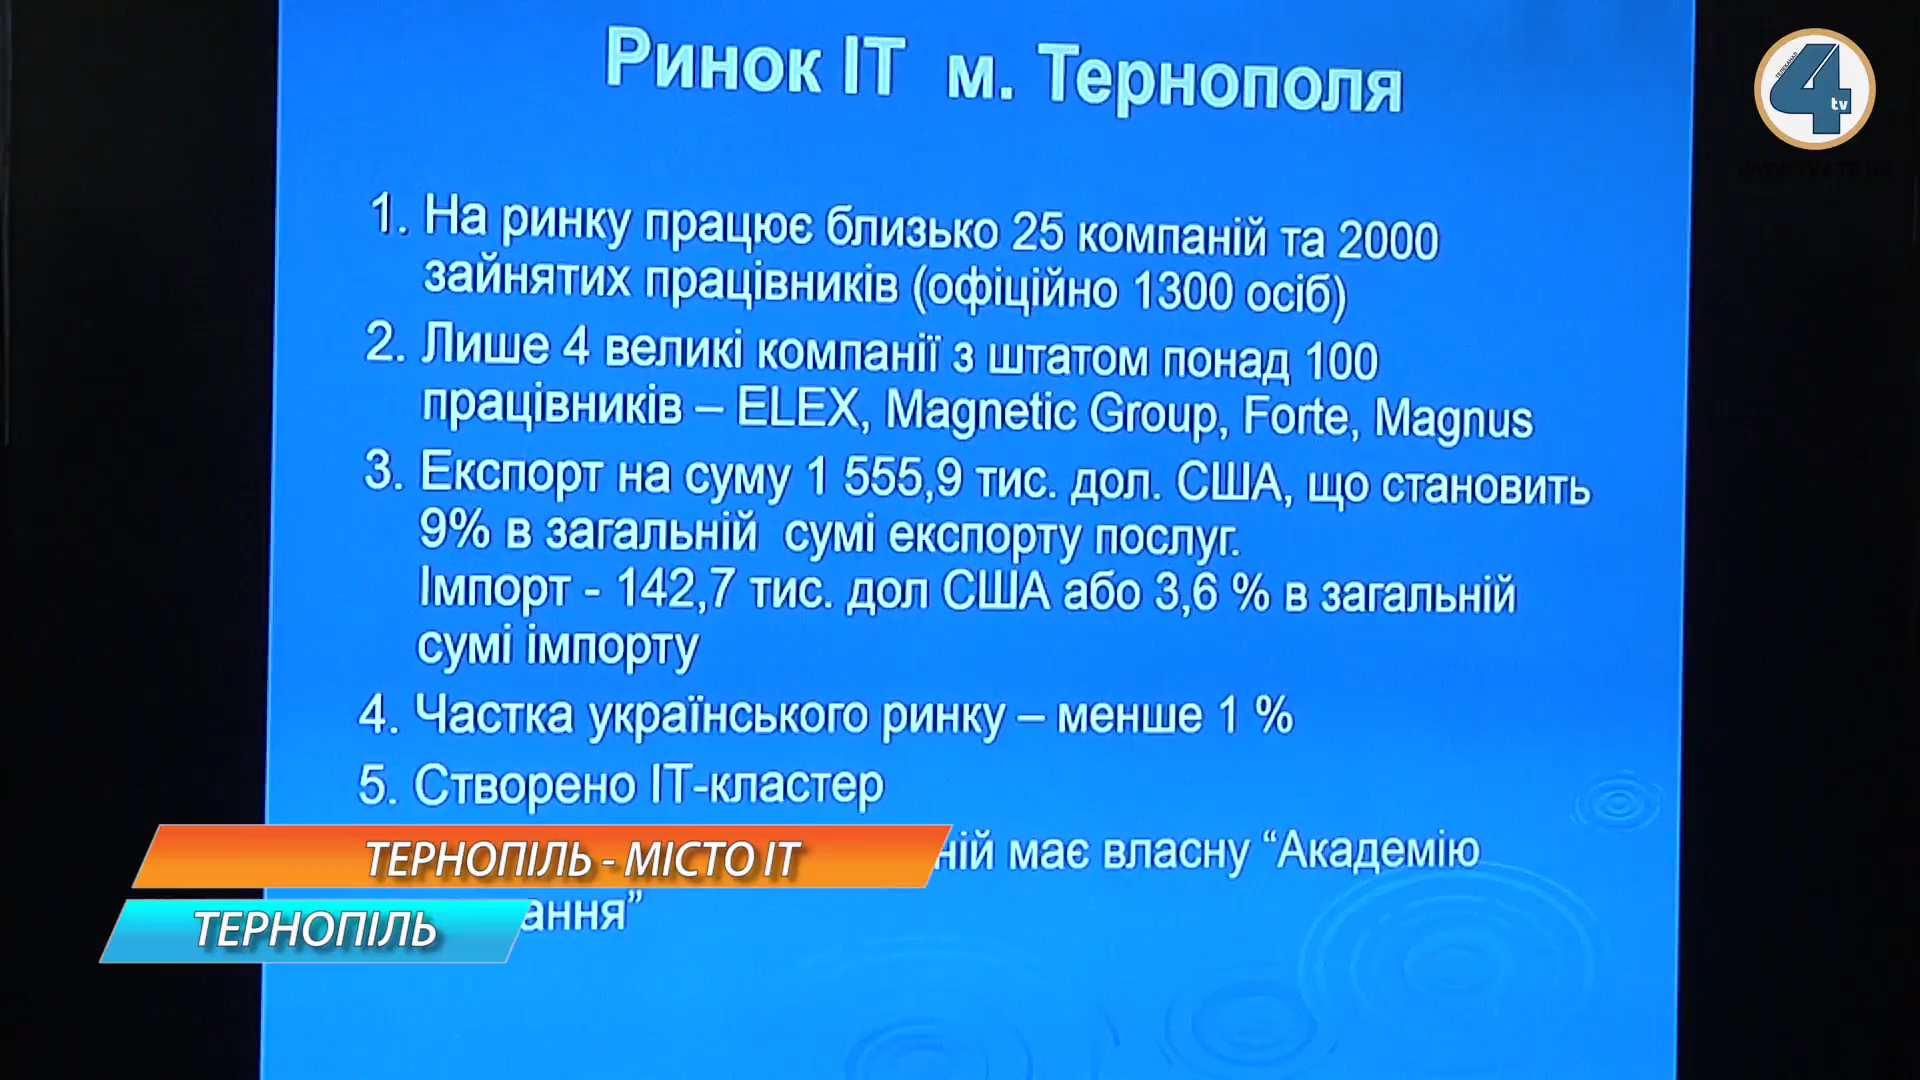 Ринок ІТ м. Тернополя
ТЕЛЕКАНАЛ
4
tv
1. На ринку працює близько 25 компаній та 2000
зайнятих працівників (офіційно 1300 осіб)
2. Лише 4 великі компанії з штатом понад 100
працівників – ELEX, Magnetic Group, Forte, Magnus
3. Експорт на суму 1 555,9 тис. дол. США, що становить
9% в загальній сумі експорту послуг.
Імпорт - 142,7 тис. дол США або 3,6 % в загальній
сумі імпорту
4. Частка українського ринку – менше 1 %
5. Створено ІТ-кластер
ній має власну “Академію
ання”
ТЕРНОПІЛЬ - МІСТО ІТ
ТЕРНОПІЛЬ